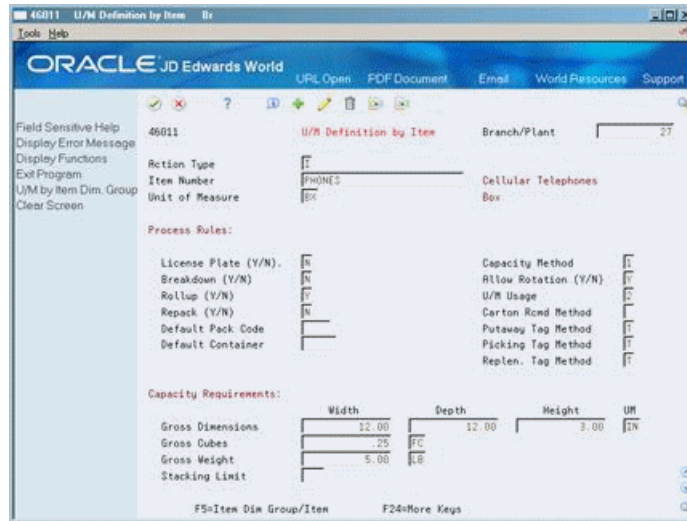 46011 U/M Definition by Item Br
Tools Help
ORACLE JD Edwards World
URL Open PDF Document Email World Resources Support
Field Sensitive Help
Display Error Message
Display Functions
Exit Program
U/M by Item Dim. Group
Clear Screen
46011 U/M Definition by Item Branch/Plant 27
Action Type I
Item Number PHONES Cellular Telephones
Unit of Measure BX Box
Process Rules:
License Plate (Y/N). N Capacity Method 1
Breakdown (Y/N) N Allow Rotation (Y/N) Y
Rollup (Y/N) Y U/M Usage 2
Repack (Y/N) N Carton Rcmd Method
Default Pack Code Putaway Tag Method T
Default Container Picking Tag Method T
Replen. Tag Method T
Capacity Requirements:
Width Depth Height UM
Gross Dimensions 12.00 12.00 3.00 IN
Gross Cubes .25 FC
Gross Weight 5.00 LB
Stacking Limit
F5=Item Dim Group/Item F24=More Keys